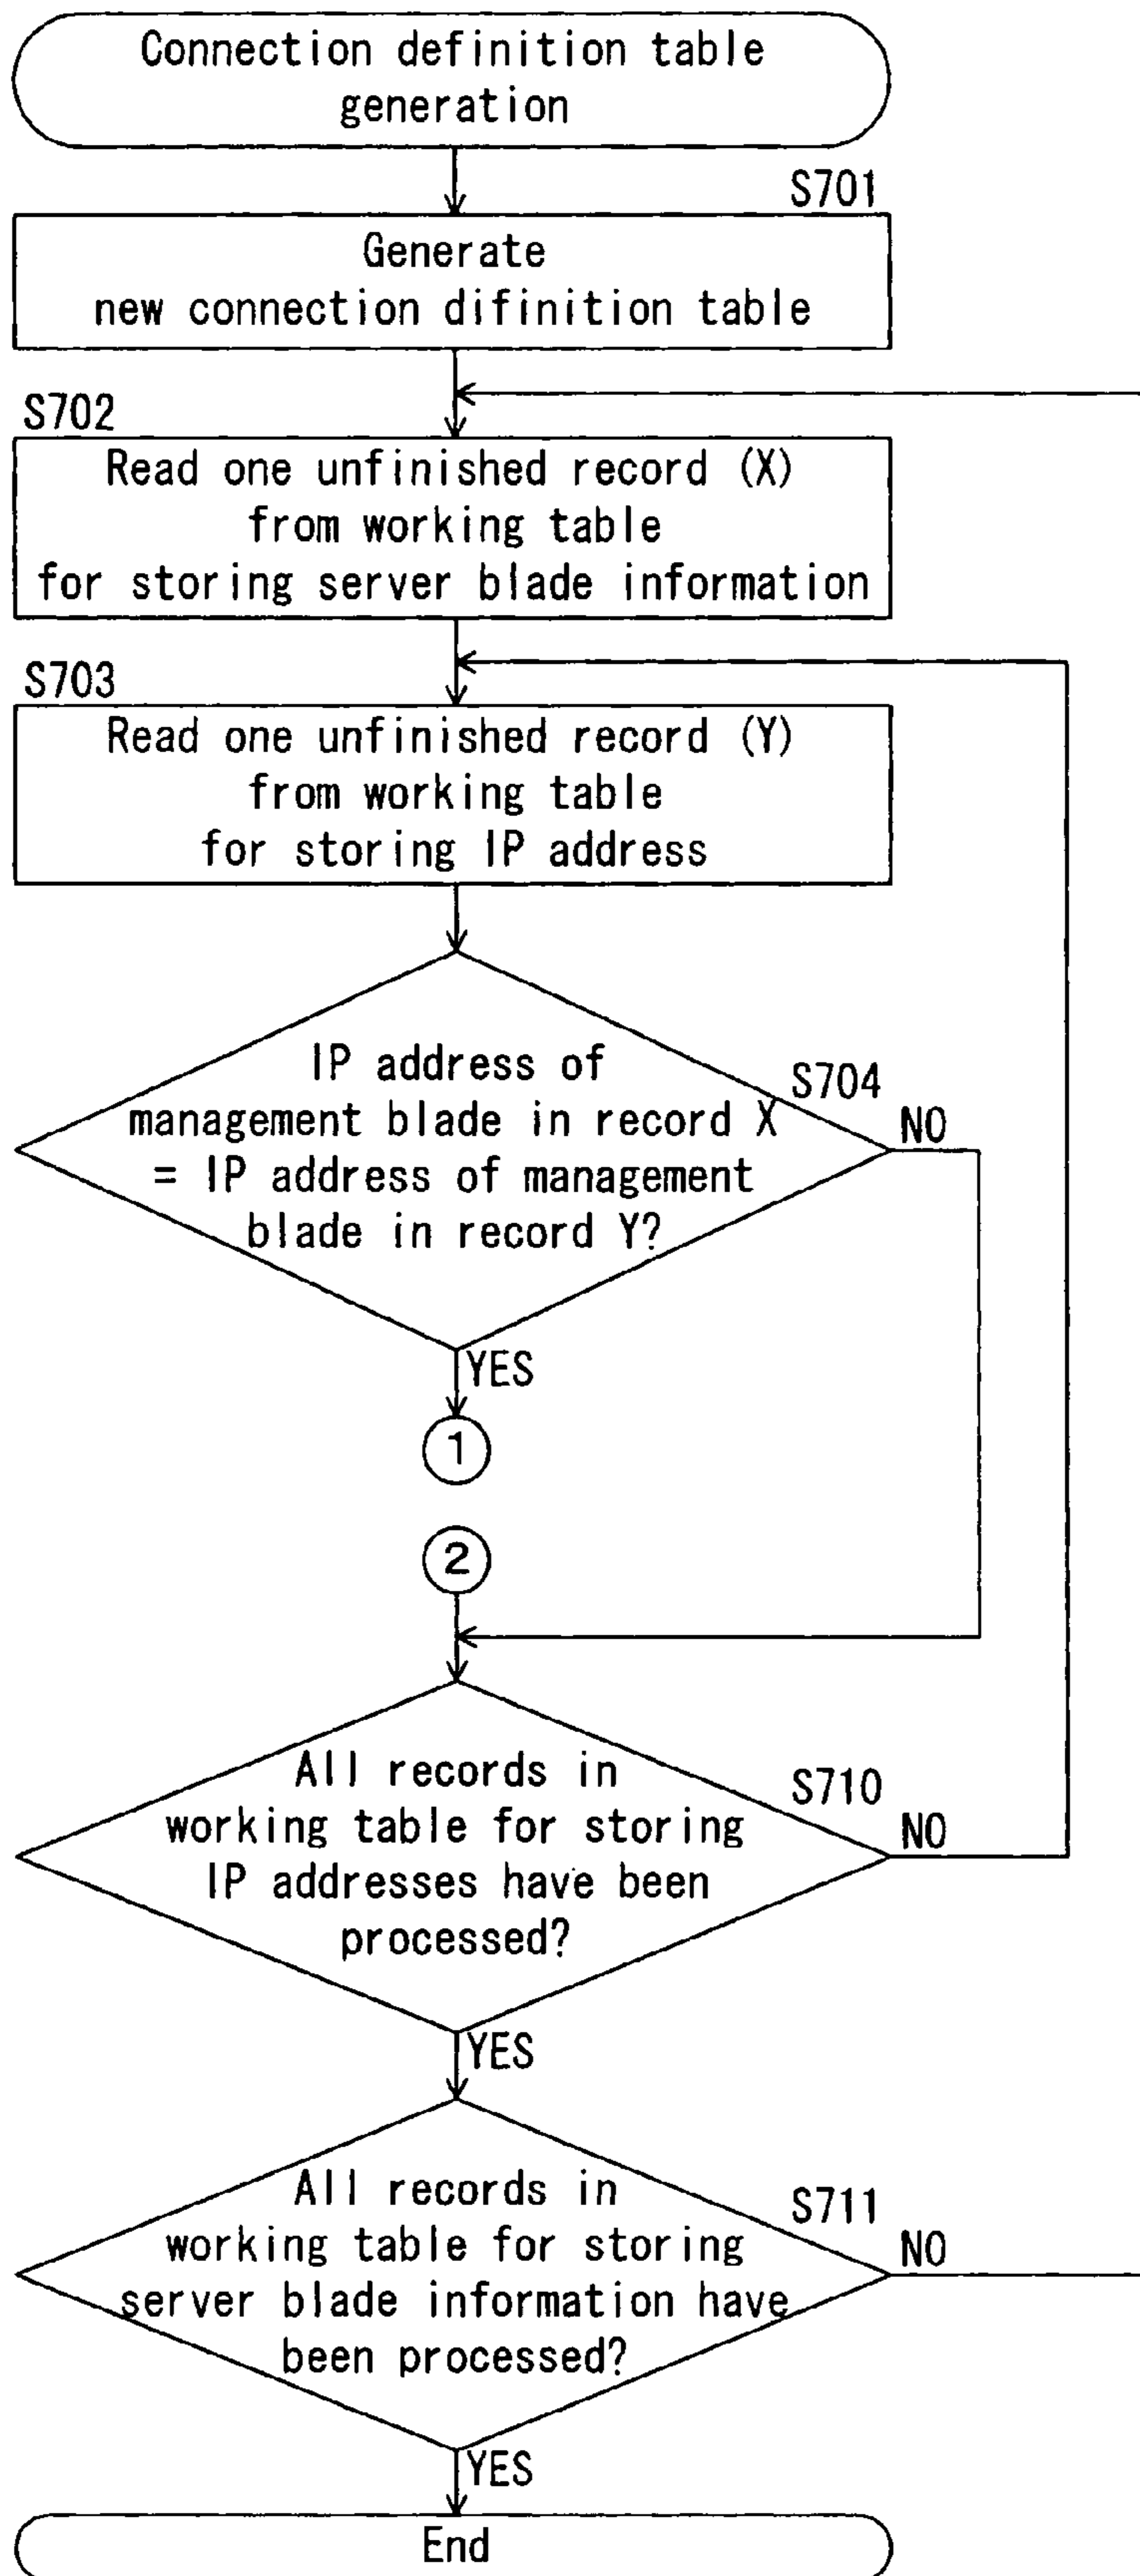 Connection definition table
generation
S701
Generate
new connection difinition table
S702
Read one unfinished record (X)
from working table
for storing server blade information
S703
Read one unfinished record (Y)
from working table
for storing IP address
IP address of
management blade in record X
= IP address of management
blade in record Y?
S704
NO
YES
1
2
All records in
working table for storing
IP addresses have been
processed?
S710
NO
YES
All records in
working table for storing
server blade information have
been processed?
S711
NO
YES
End